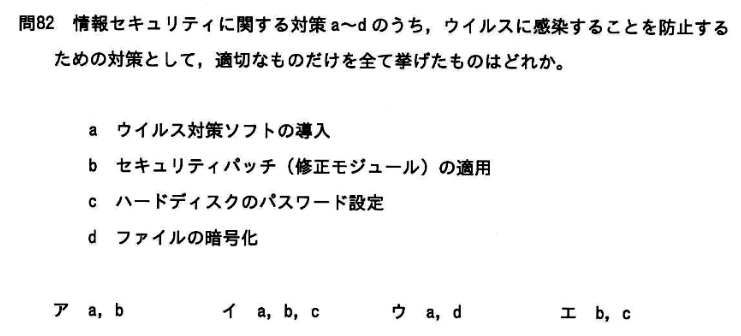 問82 情報セキュリティに関する対策a～dのうち，ウイルスに感染することを防止する
ための対策として，適切なものだけを全て挙げたものはどれか。
a ウイルス対策ソフトの導入
b セキュリティパッチ（修正モジュール）の適用
c ハードディスクのパスワード設定
d ファイルの暗号化
ア a, b イ a, b, c ウ a, d エ b, c